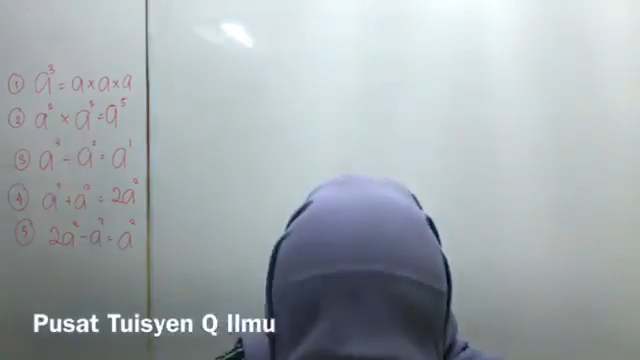 ① a³ = a × a × a
② a² × a³ = a⁵
③ a³ - a² = a¹
④ a² + a² = 2a²
⑤ 2a² - a² = a²
Pusat Tuisyen Q Ilmu